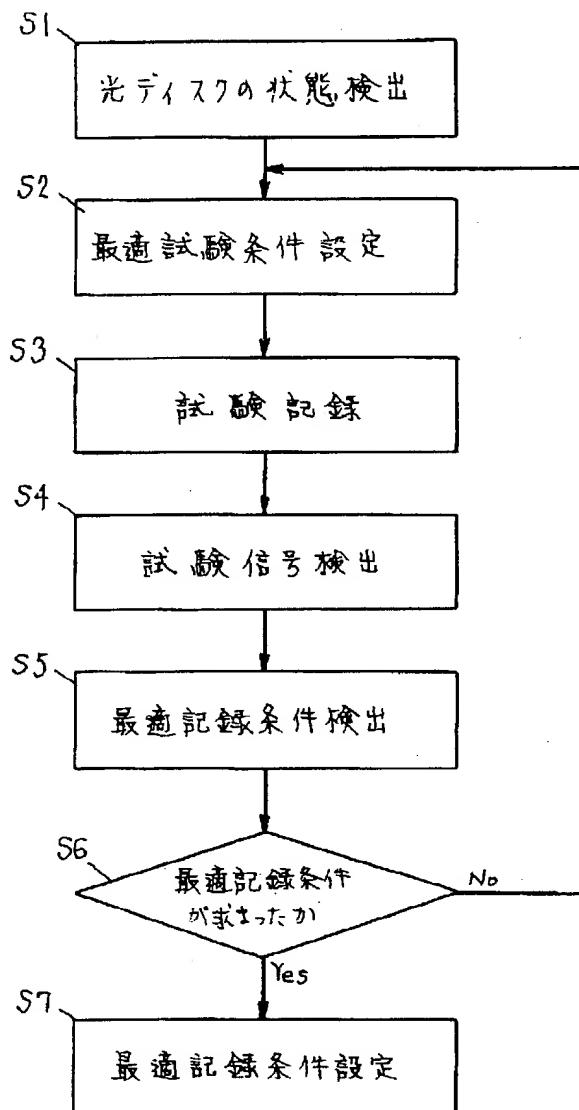 S1
光ディスクの状態検出
S2
最適試験条件設定
S3
試験記録
S4
試験信号検出
S5
最適記録条件検出
S6
最適記録条件
が求まったか
No
Yes
S7
最適記録条件設定